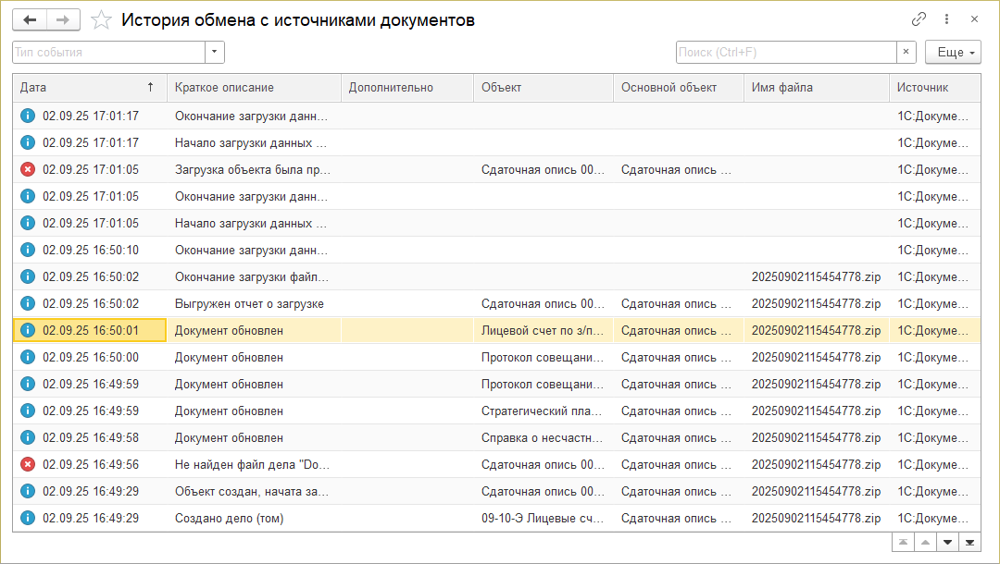 История обмена с источниками документов
Тип события
Поиск (Ctrl+F) × Еще
Дата ↑ Краткое описание Дополнительно Объект Основной объект Имя файла Источник
02.09.25 17:01:17 Окончание загрузки данн... 1С:Докуме...
02.09.25 17:01:17 Начало загрузки данных ... 1С:Докуме...
02.09.25 17:01:05 Загрузка объекта была пр... Сдаточная опись 00... Сдаточная опись ... 1С:Докуме...
02.09.25 17:01:05 Окончание загрузки данн... 1С:Докуме...
02.09.25 17:01:05 Начало загрузки данных ... 1С:Докуме...
02.09.25 16:50:10 Окончание загрузки данн... 1С:Докуме...
02.09.25 16:50:02 Окончание загрузки файл... 20250902115454778.zip 1С:Докуме...
02.09.25 16:50:02 Выгружен отчет о загрузке Сдаточная опись 00... Сдаточная опись ... 20250902115454778.zip 1С:Докуме...
02.09.25 16:50:01 Документ обновлен Лицевой счет по з/п... Сдаточная опись ... 20250902115454778.zip 1С:Докуме...
02.09.25 16:50:00 Документ обновлен Протокол совещани... Сдаточная опись ... 20250902115454778.zip 1С:Докуме...
02.09.25 16:49:59 Документ обновлен Протокол совещани... Сдаточная опись ... 20250902115454778.zip 1С:Докуме...
02.09.25 16:49:59 Документ обновлен Стратегический пла... Сдаточная опись ... 20250902115454778.zip 1С:Докуме...
02.09.25 16:49:58 Документ обновлен Справка о несчастн... Сдаточная опись ... 20250902115454778.zip 1С:Докуме...
02.09.25 16:49:56 Не найден файл дела "Do... Сдаточная опись 00... Сдаточная опись ... 20250902115454778.zip 1С:Докуме...
02.09.25 16:49:29 Объект создан, начата за... Сдаточная опись 00... Сдаточная опись ... 20250902115454778.zip 1С:Докуме...
02.09.25 16:49:29 Создано дело (том) 09-10-Э Лицевые сч... Сдаточная опись ... 20250902115454778.zip 1С:Докуме...